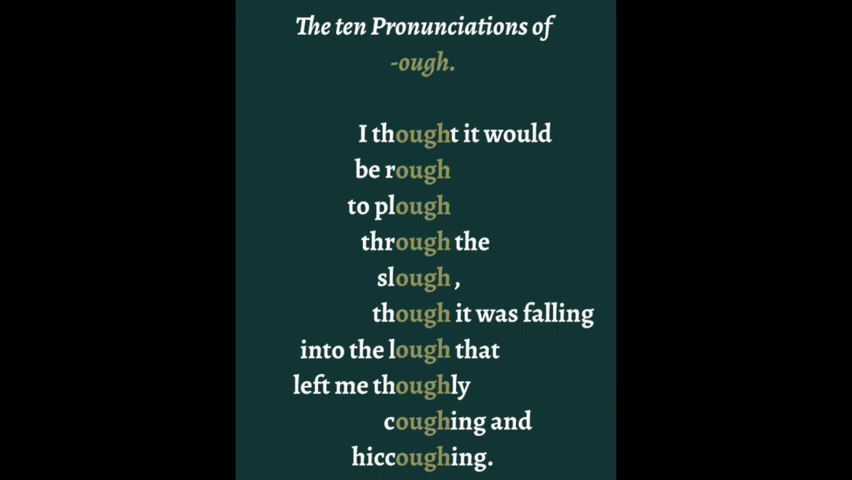 The ten Pronunciations of
-ough.
I thought it would
be rough
to plough
through the
slough ,
though it was falling
into the lough that
left me thoughly
coughing and
hiccoughing.